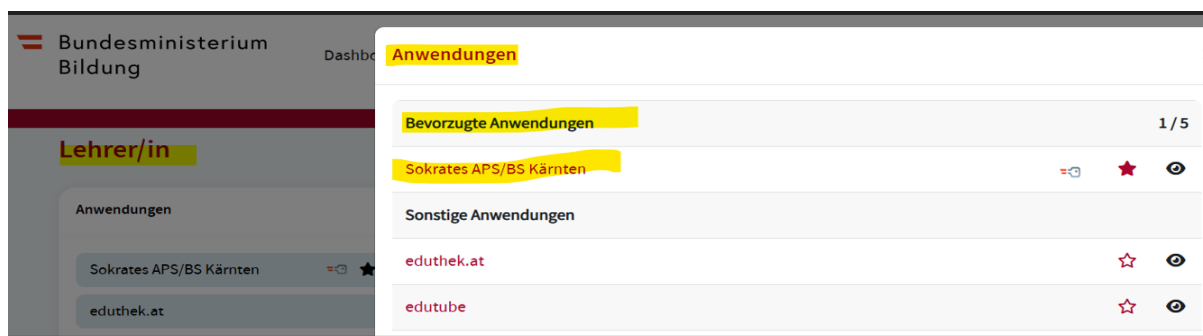 Bundesministerium
Bildung
Dashbo
Lehrer/in
Anwendungen
Sokrates APS/BS Kärnten
eduthek.at
Anwendungen
Bevorzugte Anwendungen 1 / 5
Sokrates APS/BS Kärnten
Sonstige Anwendungen
eduthek.at
edutube